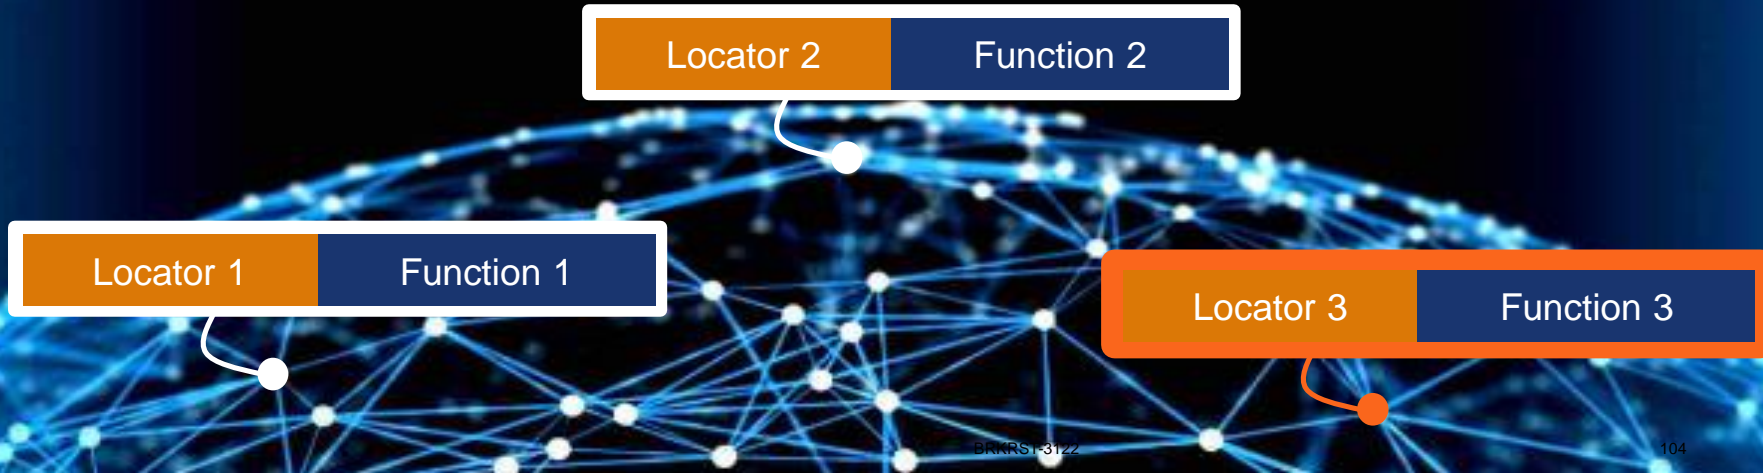 Locator 2 Function 2
Locator 1 Function 1
Locator 3 Function 3
BRKRST-3122
104